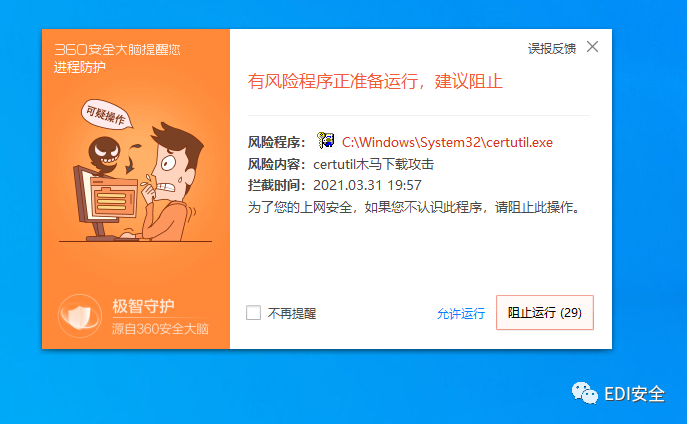 360安全大脑提醒您
进程防护
可疑操作
极智守护
源自360安全大脑
误报反馈
有风险程序正准备运行，建议阻止
风险程序： C:\Windows\System32\certutil.exe
风险内容：certutil木马下载攻击
拦截时间：2021.03.31 19:57
为了您的上网安全，如果您不认识此程序，请阻止此操作。
不再提醒
允许运行
阻止运行 (29)
EDI安全